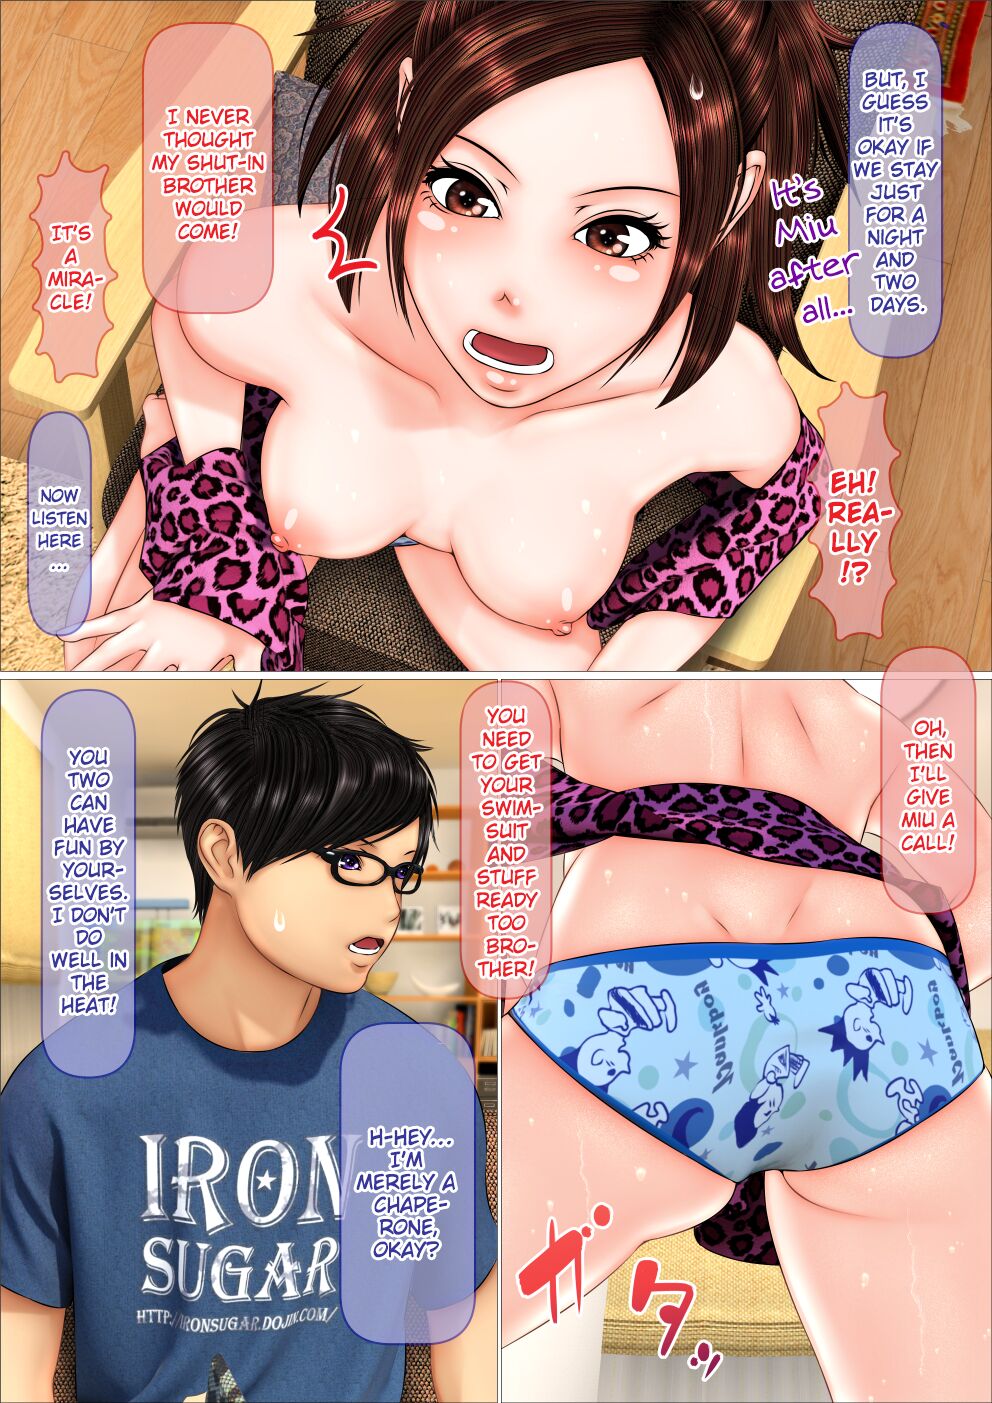 BUT, I
GUESS
IT'S
OKAY IF
WE STAY
JUST
FOR A
NIGHT
AND
TWO
DAYS.
It's
Miu
after
all...
EH!
REA-
LLY
!?
I NEVER
THOUGHT
MY SHUT-IN
BROTHER
WOULD
COME!
IT'S
A
MIRA-
CLE!
NOW
LISTEN
HERE
...
OH,
THEN
I'LL
GIVE
MIU A
CALL!
YOU
NEED
TO GET
YOUR
SWIM-
SUIT
AND
STUFF
READY
TOO
BRO-
THER!
ガタッ
YOU
TWO
CAN
HAVE
FUN BY
YOUR-
SELVES.
I DON'T
DO
WELL IN
THE
HEAT!
H-HEY...
I'M
MERELY A
CHAPE-
RONE,
OKAY?
IRON
SUGAR
HTTP://IRONSUGAR.DOJIN.COM/